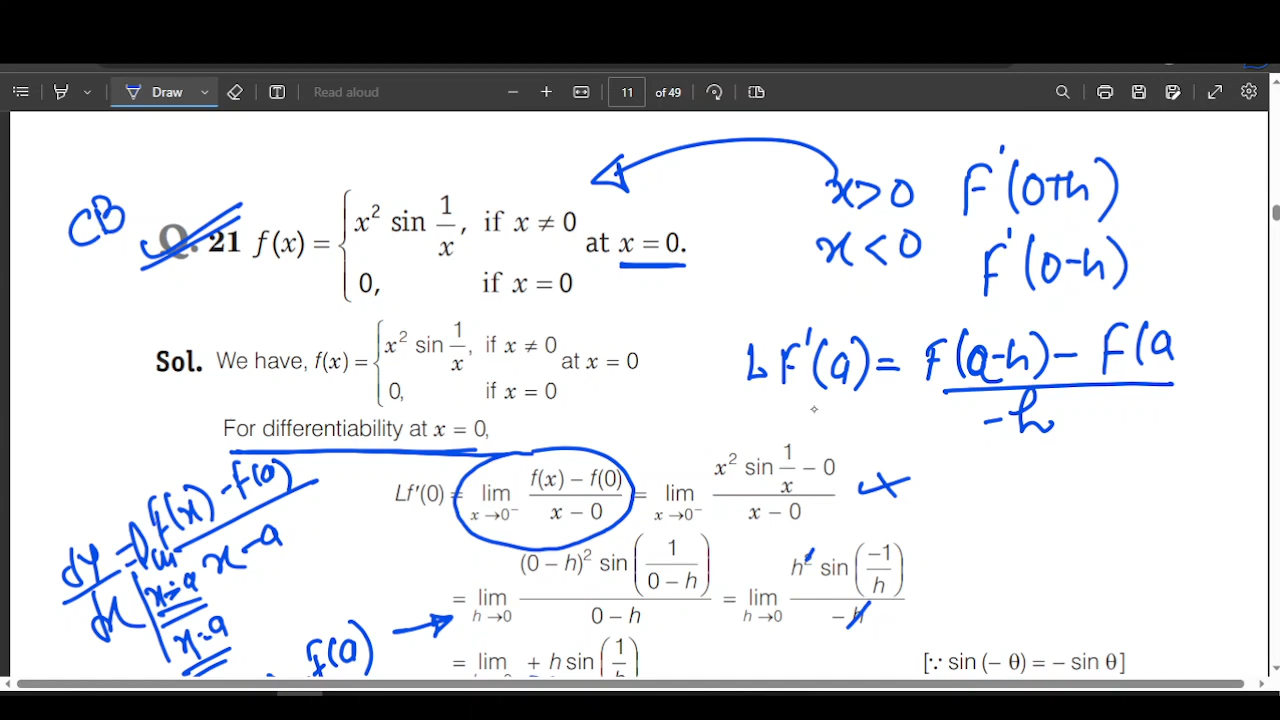 Draw
Read aloud
11 of 49
CB
Q. 21 f(x) = { x² sin 1/x, if x ≠ 0
0, if x = 0 at x = 0.
x > 0 F'(0+h)
x < 0 F'(0-h)
Sol. We have, f(x) = { x² sin 1/x, if x ≠ 0
0, if x = 0 at x = 0
LF'(a) = F(a-h) - F(a / -h
For differentiability at x = 0,
Lf'(0) = lim x→0⁻ f(x) – f(0) / x – 0 = lim x→0⁻ x² sin 1/x – 0 / x – 0
dy/dx | x=a = lim x→a f(x) - f(a) / x - a
= lim h→0 (0 – h)² sin (1 / 0 – h) / 0 – h = lim h→0 h² sin (–1/h) / –h
f(a)
= lim h→0 + h sin (1/h) [∵ sin (– θ) = – sin θ]